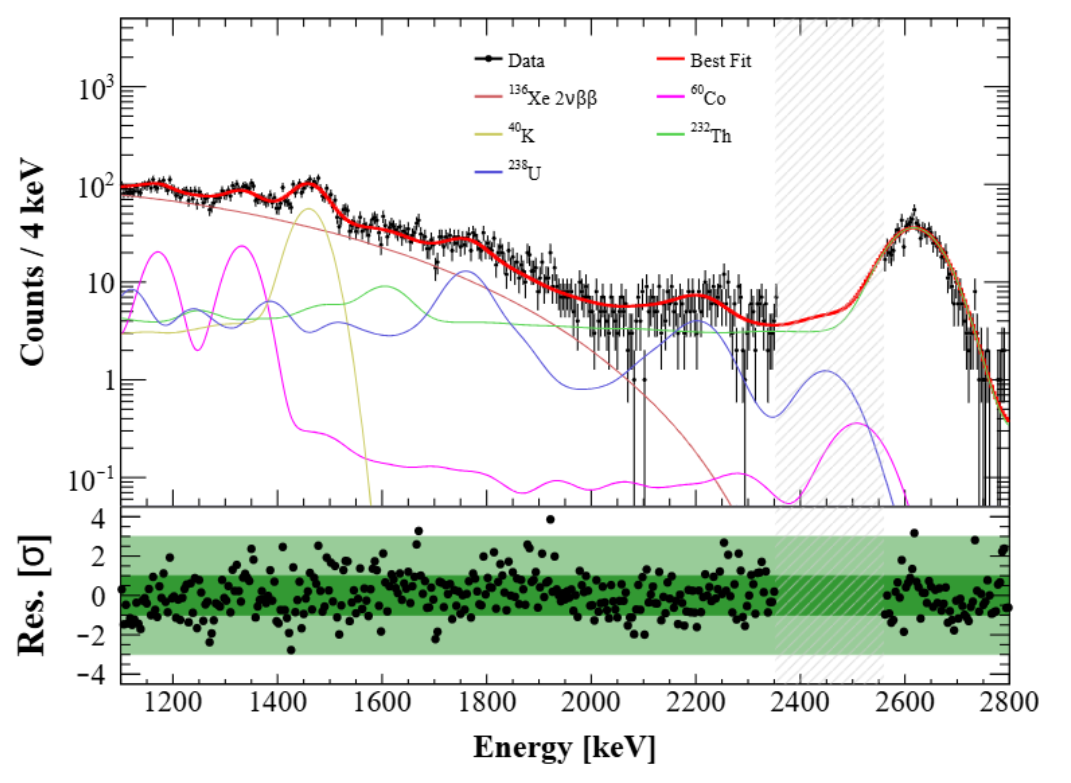 Counts / 4 keV
10³
10²
10
1
10⁻¹
Data
Best Fit
¹³⁶Xe 2νββ
⁶⁰Co
⁴⁰K
²³²Th
²³⁸U
Res. [σ]
4
2
0
−2
−4
1200 1400 1600 1800 2000 2200 2400 2600 2800
Energy [keV]